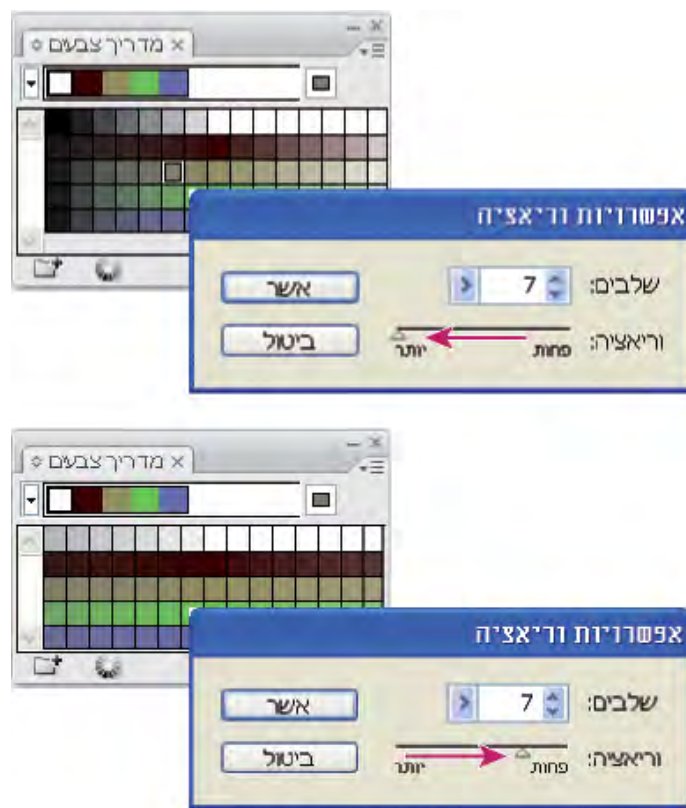 מדריך צבעים
אפשרויות וריאציה
שלבים: 7
אשר
וריאציה: פחות יותר
ביטול
מדריך צבעים
אפשרויות וריאציה
שלבים: 7
אשר
וריאציה: פחות יותר
ביטול